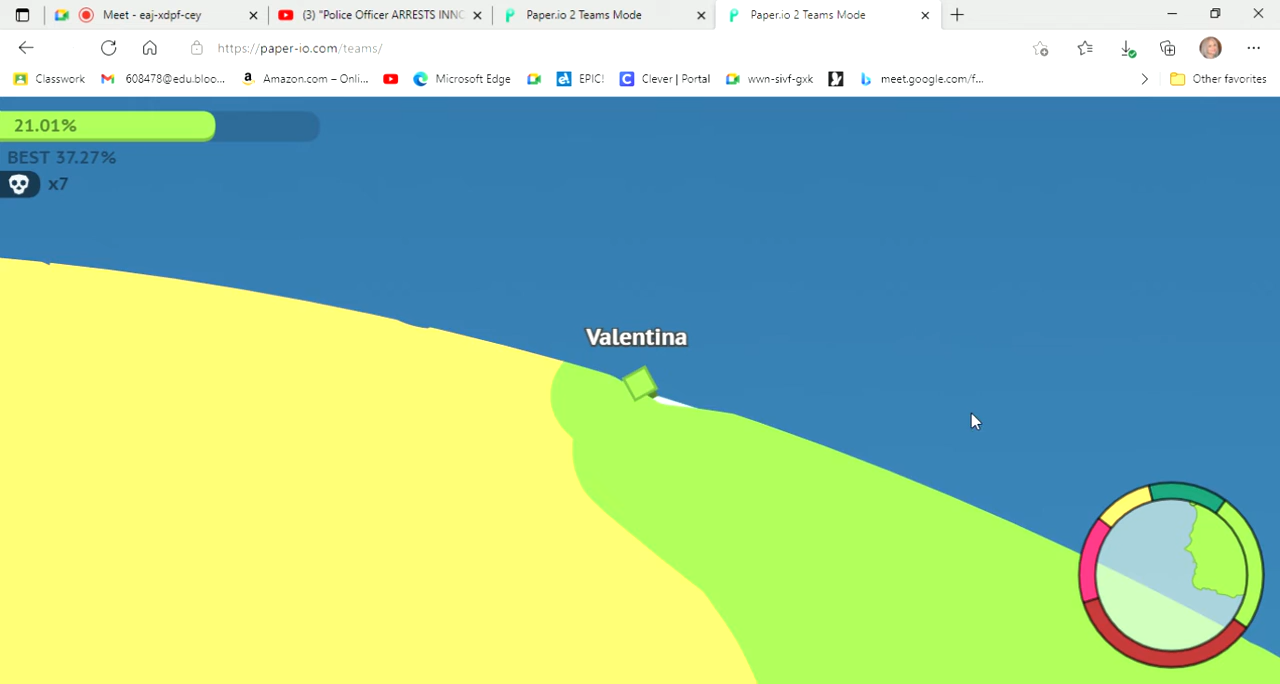 Meet - eaj-xdpf-cey
(3) "Police Officer ARRESTS INNO
Paper.io 2 Teams Mode
Paper.io 2 Teams Mode
https://paper-io.com/teams/
Classwork
608478@edu.bloo...
Amazon.com – Onli...
Microsoft Edge
EPIC!
Clever | Portal
wwn-sivf-gxk
meet.google.com/f...
Other favorites
21.01%
BEST 37.27%
x7
Valentina